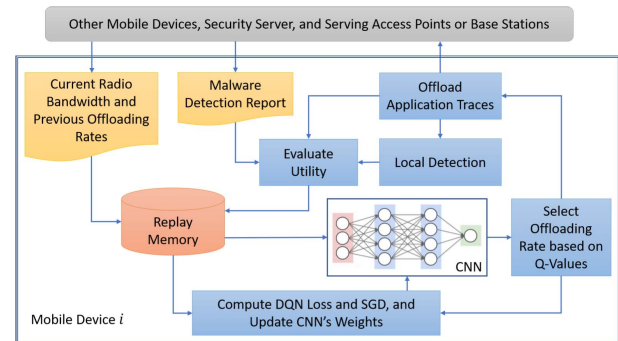 Other Mobile Devices, Security Server, and Serving Access Points or Base Stations
Current Radio
Bandwidth and
Previous Offloading
Rates
Malware
Detection Report
Offload
Application Traces
Evaluate
Utility
Local Detection
Replay
Memory
CNN
Select
Offloading
Rate based on
Q-Values
Compute DQN Loss and SGD, and
Update CNN's Weights
Mobile Device i